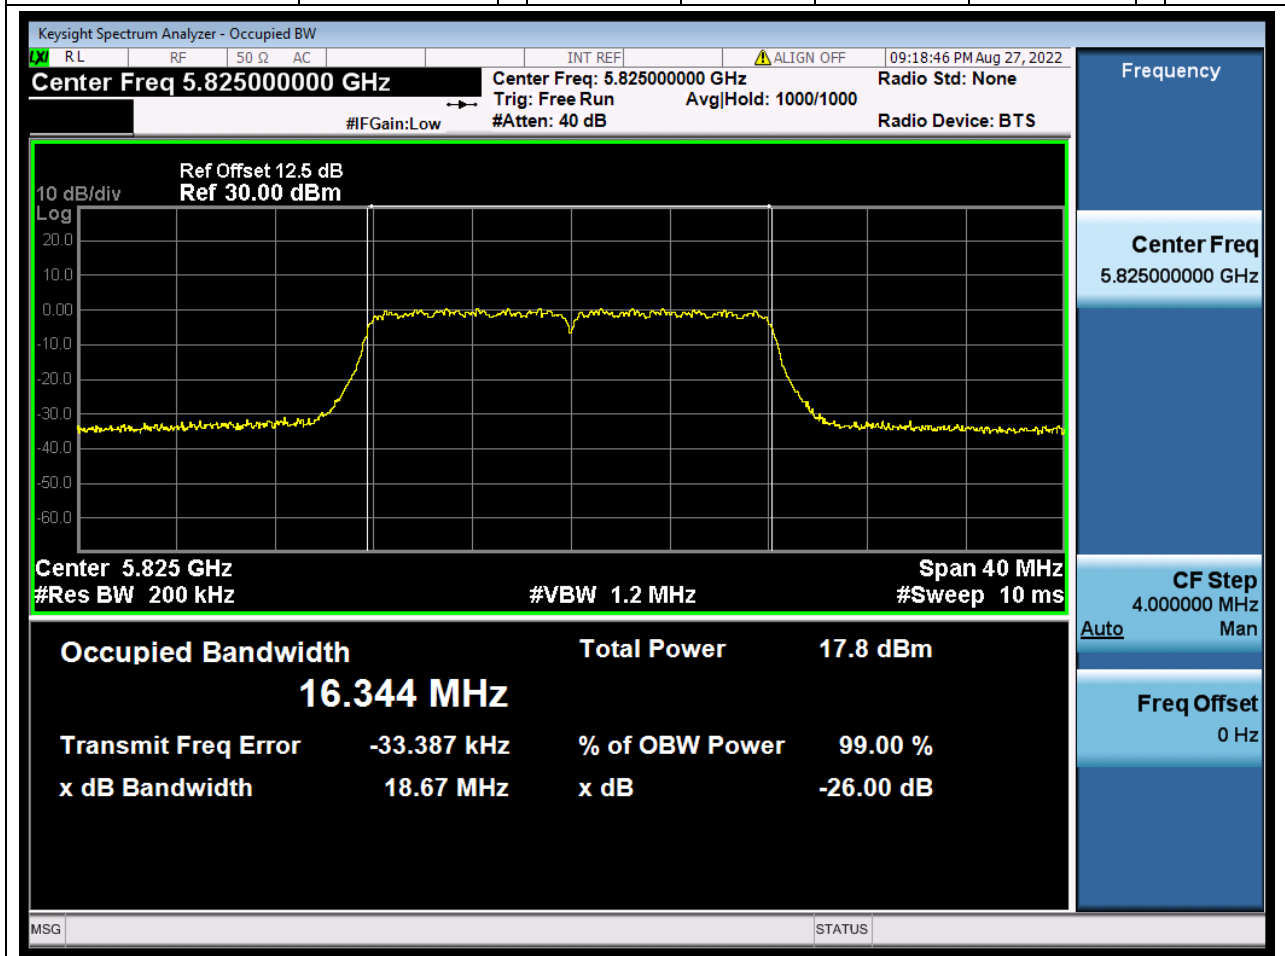 Keysight Spectrum Analyzer - Occupied BW
LXI RL RF 50 Ω AC INT REF ALIGN OFF 09:18:46 PM Aug 27, 2022
Center Freq 5.825000000 GHz
Center Freq: 5.825000000 GHz
Radio Std: None
Trig: Free Run Avg|Hold: 1000/1000
#IFGain:Low
#Atten: 40 dB
Radio Device: BTS
Ref Offset 12.5 dB
10 dB/div Ref 30.00 dBm
Log
20.0
10.0
0.00
-10.0
-20.0
-30.0
-40.0
-50.0
-60.0
Center 5.825 GHz Span 40 MHz
#Res BW 200 kHz #VBW 1.2 MHz #Sweep 10 ms
Occupied Bandwidth Total Power 17.8 dBm
16.344 MHz
Transmit Freq Error -33.387 kHz % of OBW Power 99.00 %
x dB Bandwidth 18.67 MHz x dB -26.00 dB
MSG STATUS
Frequency
Center Freq
5.825000000 GHz
CF Step
4.000000 MHz
Auto Man
Freq Offset
0 Hz